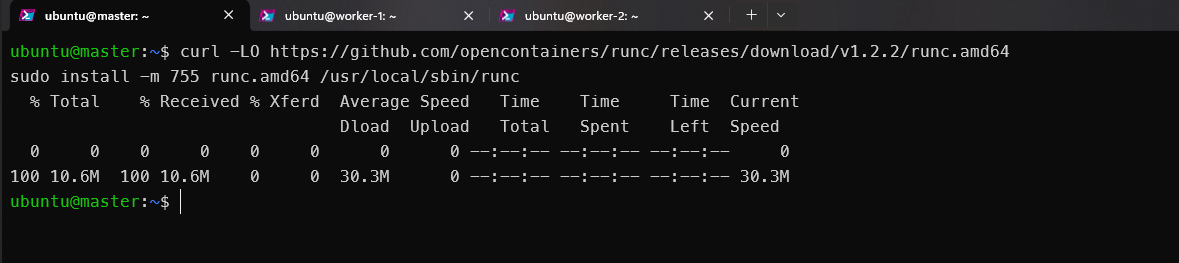 ubuntu@master: ~ ubuntu@worker-1: ~ ubuntu@worker-2: ~
ubuntu@master:~$ curl -LO https://github.com/opencontainers/runc/releases/download/v1.2.2/runc.amd64
sudo install -m 755 runc.amd64 /usr/local/sbin/runc
  % Total    % Received % Xferd  Average Speed   Time    Time     Time  Current
                                 Dload  Upload   Total   Spent    Left  Speed
  0     0    0     0    0     0      0      0 --:--:-- --:--:-- --:--:--     0
100 10.6M  100 10.6M    0     0  30.3M      0 --:--:-- --:--:-- --:--:-- 30.3M
ubuntu@master:~$